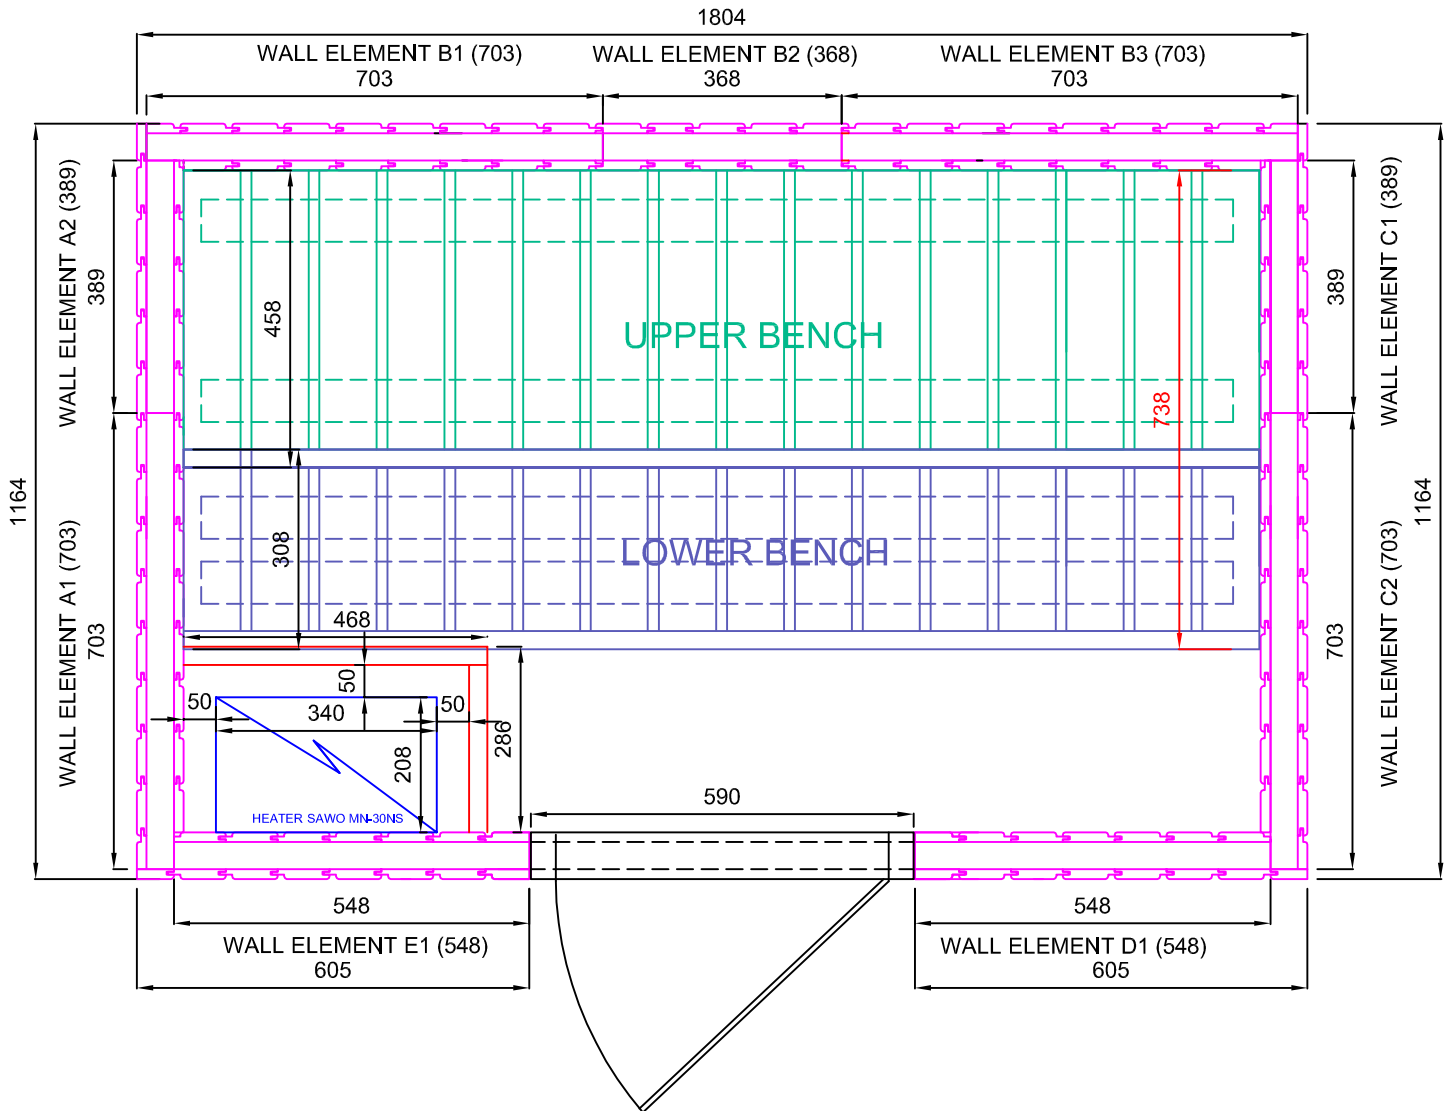 1804
WALL ELEMENT B1 (703)
WALL ELEMENT B2 (368)
WALL ELEMENT B3 (703)
703
368
703
WALL ELEMENT A2 (389)
389
458
UPPER BENCH
738
389
WALL ELEMENT C1 (389)
1164
1164
WALL ELEMENT A1 (703)
703
308
LOWER BENCH
703
WALL ELEMENT C2 (703)
468
50
50
340
50
208
286
HEATER SAWO MN-30NS
590
548
WALL ELEMENT E1 (548)
605
548
WALL ELEMENT D1 (548)
605